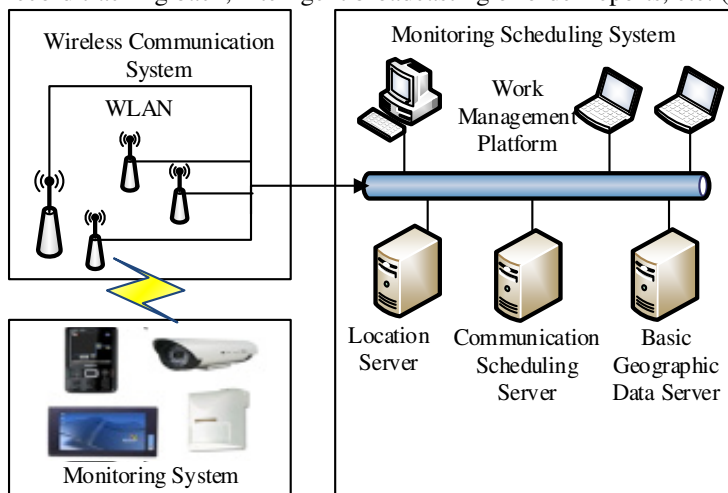 Wireless Communication
System
WLAN
Monitoring Scheduling System
Work
Management
Platform
Location
Server
Communication
Scheduling
Server
Basic
Geographic
Data Server
Monitoring System